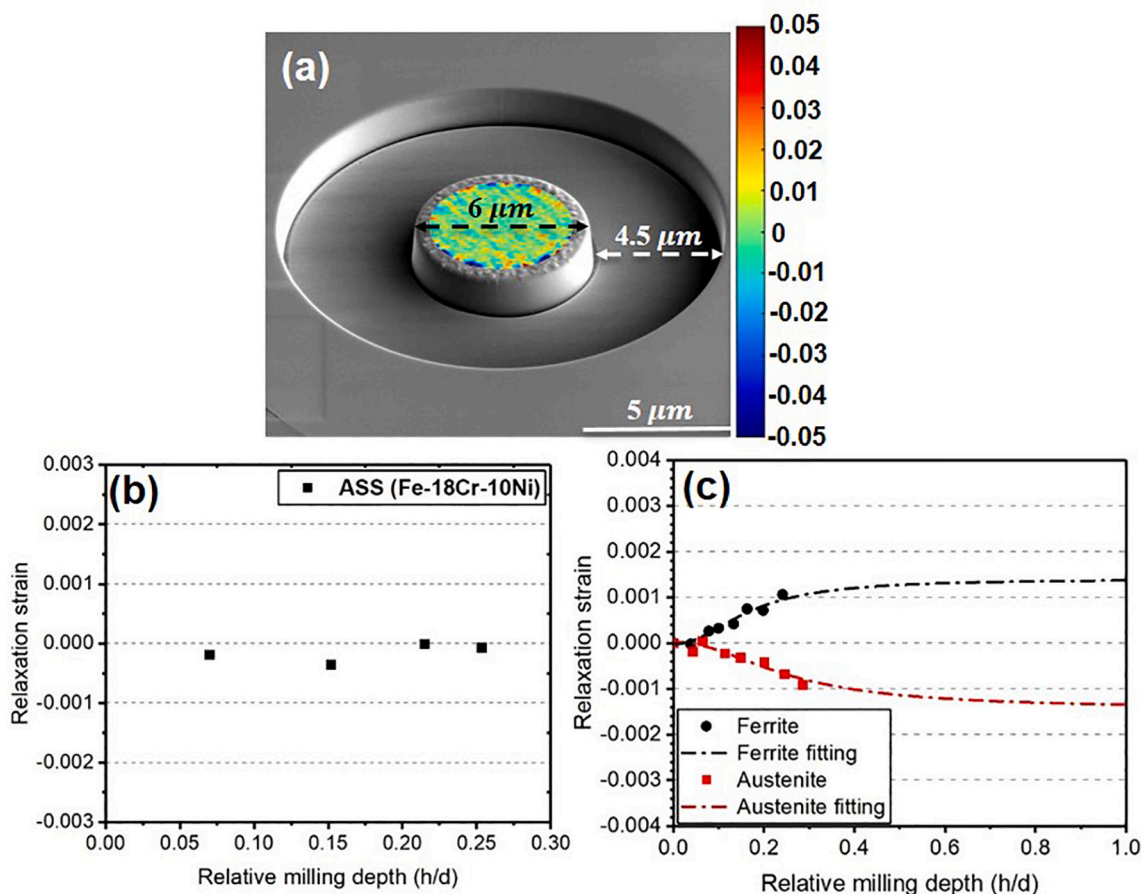 (a)
6 μm
4.5 μm
5 μm
0.05
0.04
0.03
0.02
0.01
0
-0.01
-0.02
-0.03
-0.04
-0.05
(b)
ASS (Fe-18Cr-10Ni)
Relaxation strain
0.003
0.002
0.001
0.000
-0.001
-0.002
-0.003
0.00 0.05 0.10 0.15 0.20 0.25 0.30
Relative milling depth (h/d)
(c)
Relaxation strain
0.004
0.003
0.002
0.001
0.000
-0.001
-0.002
-0.003
-0.004
Ferrite
Ferrite fitting
Austenite
Austenite fitting
0.0 0.2 0.4 0.6 0.8 1.0
Relative milling depth (h/d)